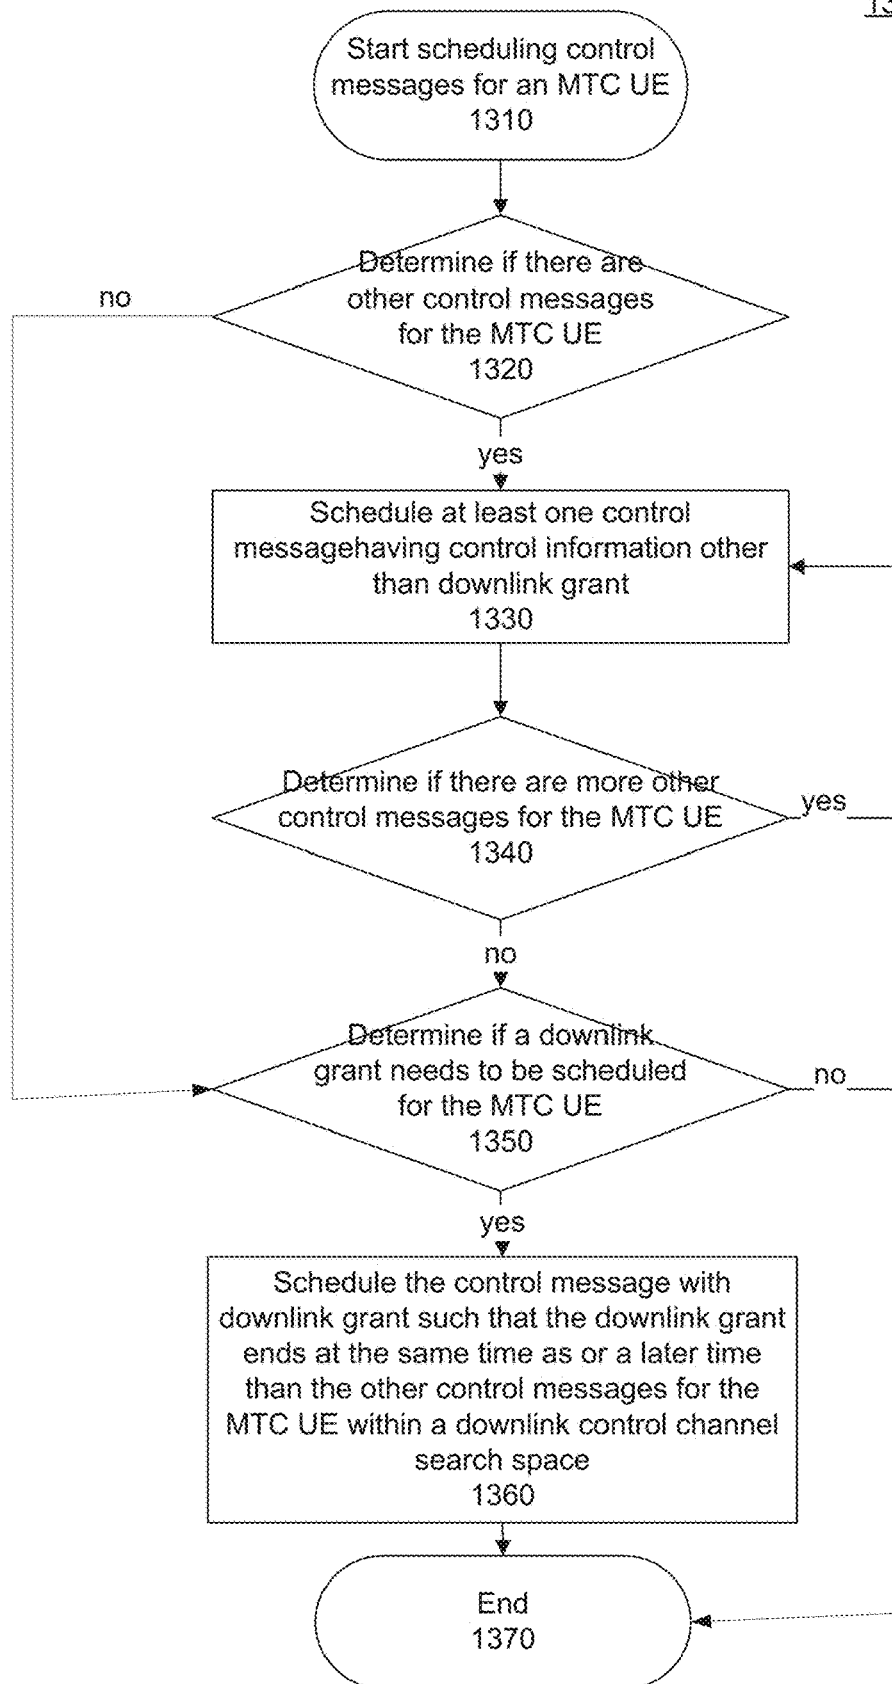 Start scheduling control
messages for an MTC UE
1310
Determine if there are
other control messages
for the MTC UE
1320
no
yes
Schedule at least one control
messagehaving control information other
than downlink grant
1330
Determine if there are more other
control messages for the MTC UE
1340
yes
no
Determine if a downlink
grant needs to be scheduled
for the MTC UE
1350
no
yes
Schedule the control message with
downlink grant such that the downlink grant
ends at the same time as or a later time
than the other control messages for the
MTC UE within a downlink control channel
search space
1360
End
1370